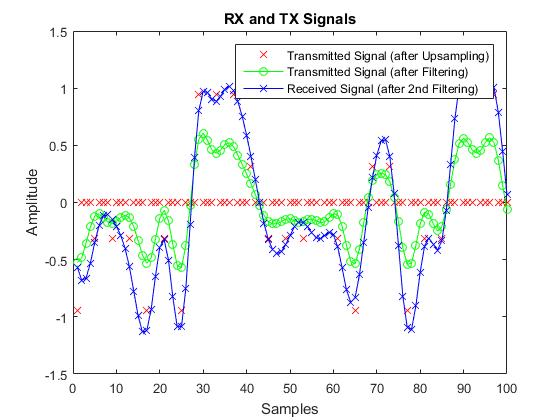 RX and TX Signals
1.5
1
0.5
0
-0.5
-1
-1.5
Amplitude
Transmitted Signal (after Upsampling)
Transmitted Signal (after Filtering)
Received Signal (after 2nd Filtering)
0 10 20 30 40 50 60 70 80 90 100
Samples